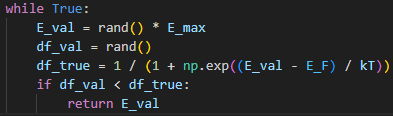 while True:
    E_val = rand() * E_max
    df_val = rand()
    df_true = 1 / (1 + np.exp((E_val - E_F) / kT))
    if df_val < df_true:
        return E_val